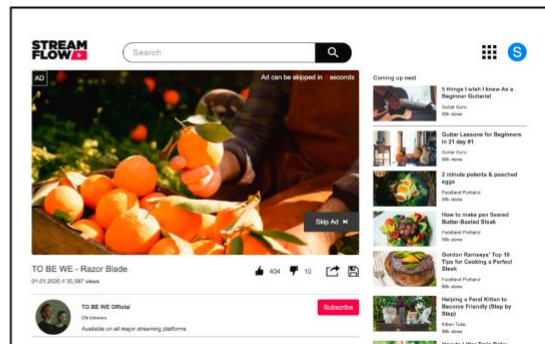 STREAM
FLOW
Search
S
AD
Ad can be skipped in seconds
Skip Ad
TO BE WE - Razor Blade
01.01.2020 // 35,587 views
404
10
TO BE WE Official
Available on all major streaming platforms
Subscribe
Coming up next
5 things I wish I knew As a
Beginner Guitarist
Guitar Guru
Guitar Lessons for Beginners
in 21 day #1
Guitar Guru
2 minute polenta & poached
eggs
Foodland Portland
How to make pan Seared
Butter-Basted Steak
Foodland Portland
Gordon Ramseys' Top 10
Tips for Cooking a Perfect
Steak
Foodland Portland
Helping a Feral Kitten to
Become Friendly (Step by
Step)
Kitten Tube